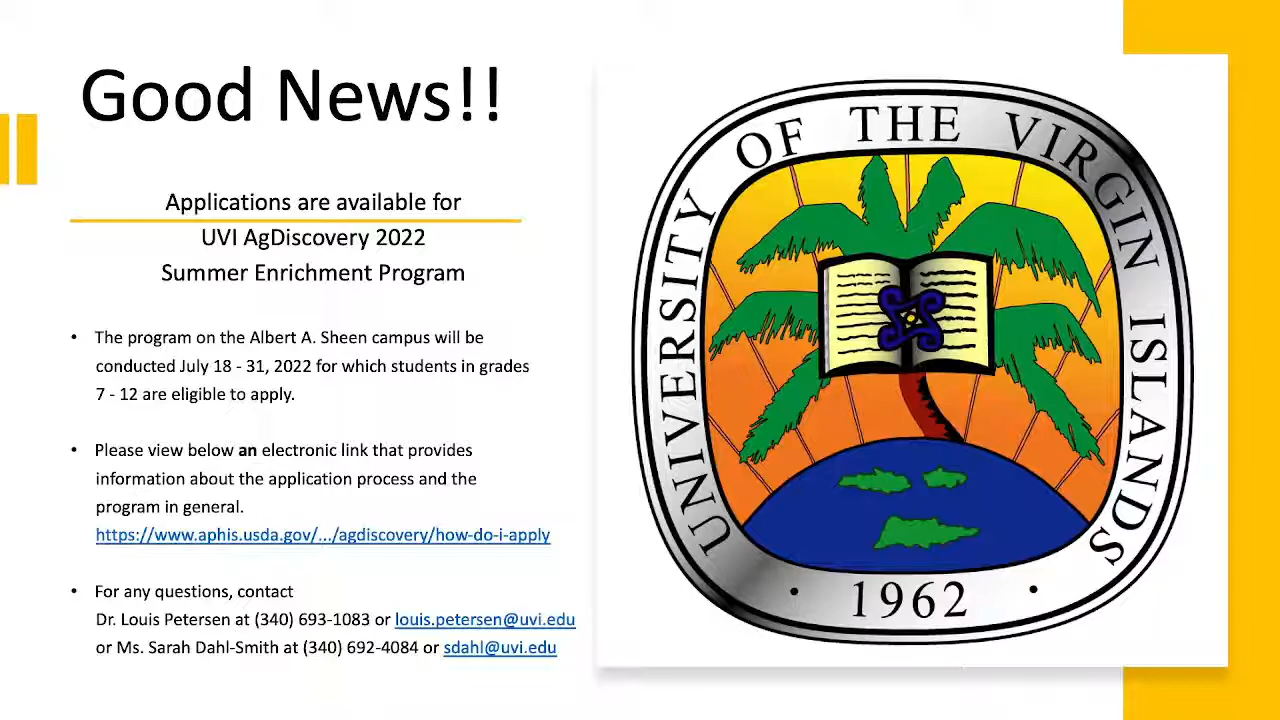 Good News!!
Applications are available for
UVI AgDiscovery 2022
Summer Enrichment Program
• The program on the Albert A. Sheen campus will be
conducted July 18 - 31, 2022 for which students in grades
7 - 12 are eligible to apply.
• Please view below an electronic link that provides
information about the application process and the
program in general.
https://www.aphis.usda.gov/.../agdiscovery/how-do-i-apply
• For any questions, contact
Dr. Louis Petersen at (340) 693-1083 or louis.petersen@uvi.edu
or Ms. Sarah Dahl-Smith at (340) 692-4084 or sdahl@uvi.edu
UNIVERSITY OF THE VIRGIN ISLANDS
· 1962 ·